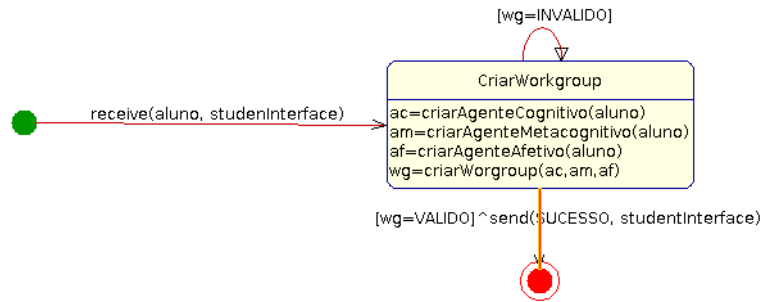 [wg=INVALIDO]
CriarWorkgroup
receive(aluno, studenInterface)
ac=criarAgenteCognitivo(aluno)
am=criarAgenteMetacognitivo(aluno)
af=criarAgenteAfetivo(aluno)
wg=criarWorgroup(ac,am,af)
[wg=VALIDO]^send(SUCESSO, studentInterface)